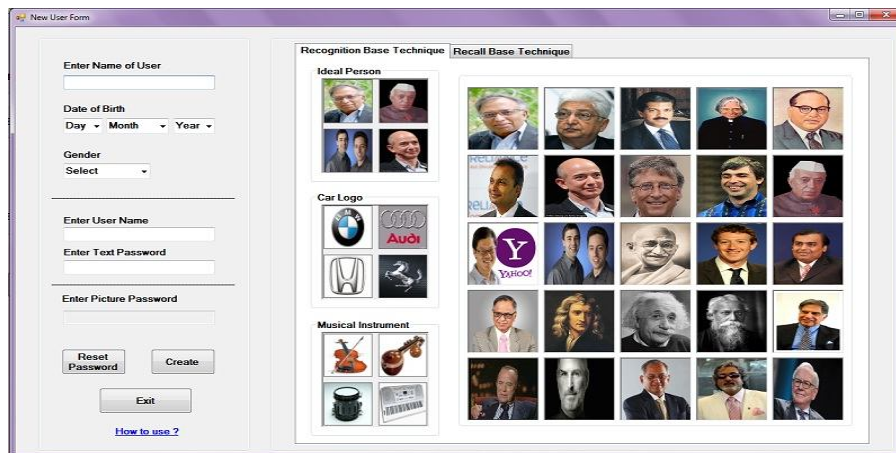 New User Form
Enter Name of User
Date of Birth
Day Month Year
Gender
Select
Enter User Name
Enter Text Password
Enter Picture Password
Reset
Password
Create
Exit
How to use ?
Recognition Base Technique Recall Base Technique
Ideal Person
Car Logo
BMW
Audi
Musical Instrument
RELIANCE
YAHOO!